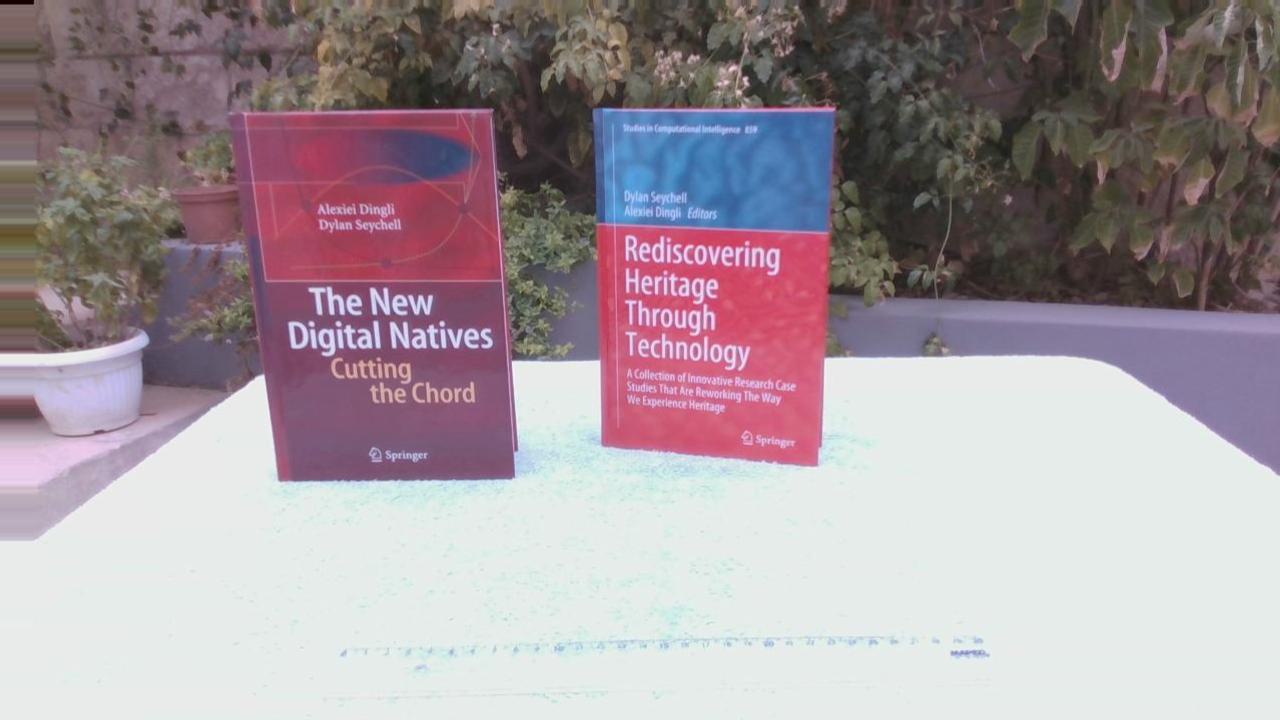 Alexiei Dingli
Dylan Seychell
The New
Digital Natives
Cutting
the Chord
Springer
Studies in Computational Intelligence 859
Dylan Seychell
Alexiei Dingli Editors
Rediscovering
Heritage
Through
Technology
A Collection of Innovative Research Case
Studies That Are Reworking The Way
We Experience Heritage
Springer